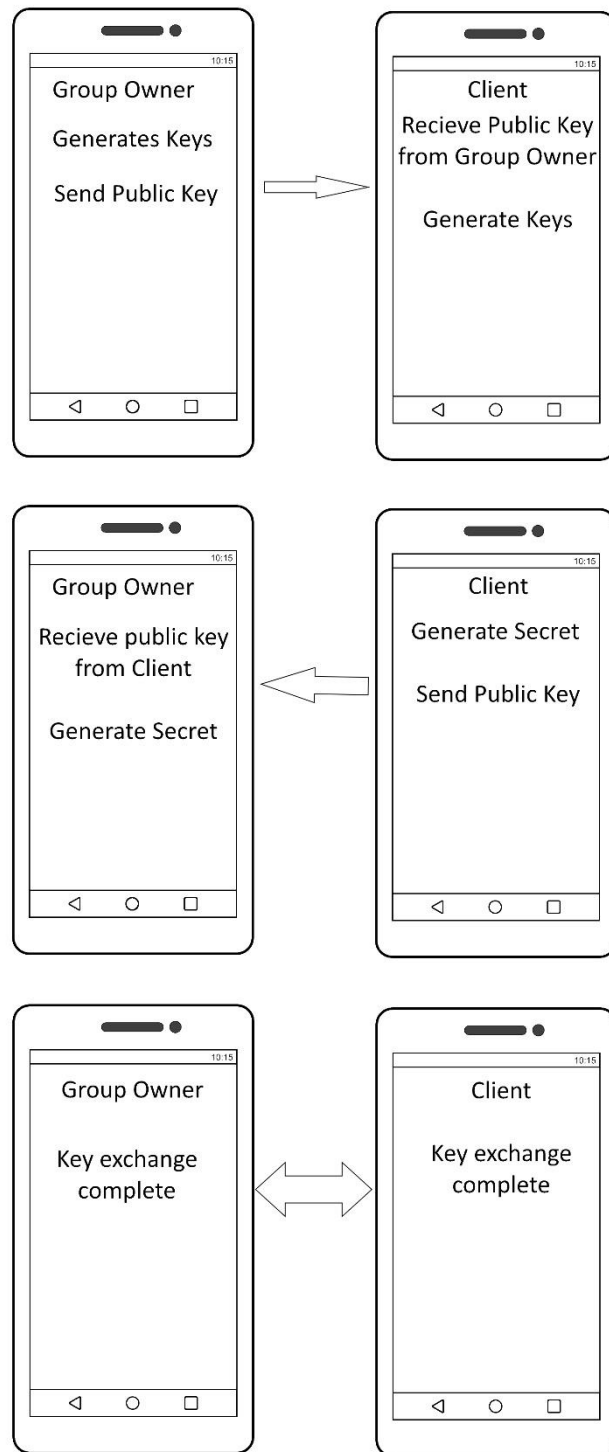 10:15
Group Owner
Generates Keys
Send Public Key
10:15
Client
Recieve Public Key
from Group Owner
Generate Keys
10:15
Group Owner
Recieve public key
from Client
Generate Secret
10:15
Client
Generate Secret
Send Public Key
10:15
Group Owner
Key exchange
complete
10:15
Client
Key exchange
complete